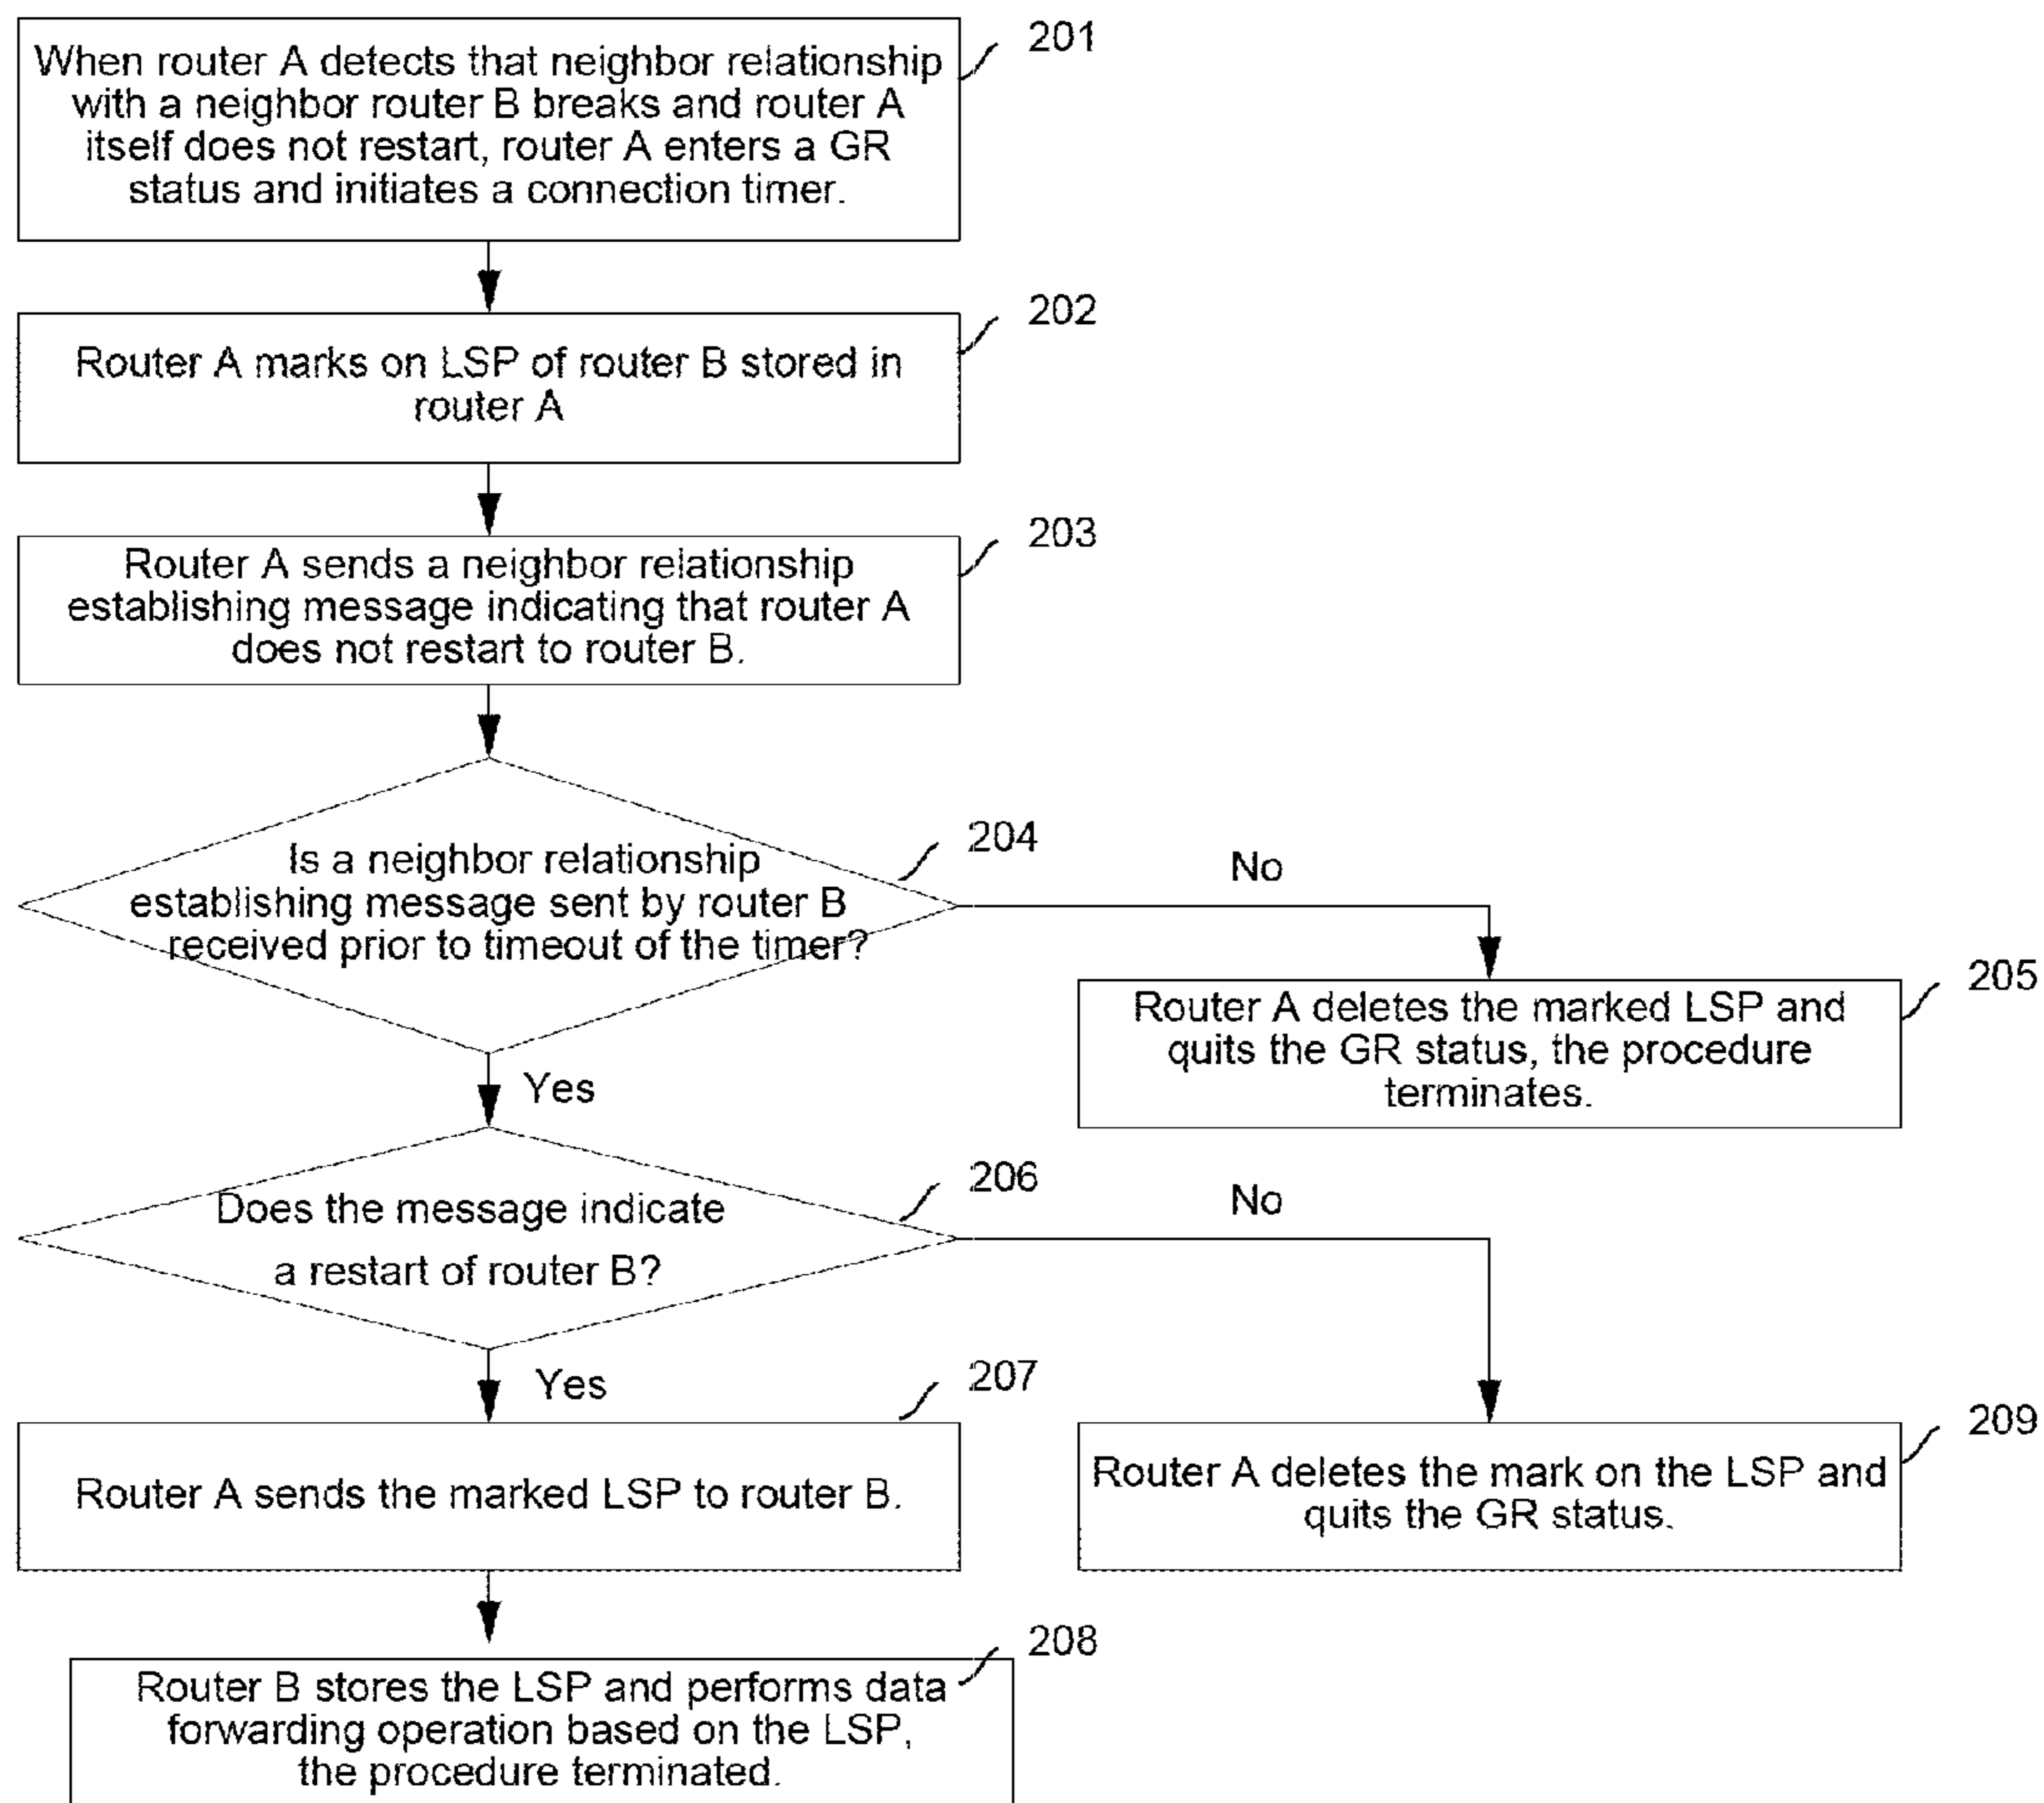 When router A detects that neighbor relationship
with a neighbor router B breaks and router A
itself does not restart, router A enters a GR
status and initiates a connection timer.
201
Router A marks on LSP of router B stored in
router A
202
Router A sends a neighbor relationship
establishing message indicating that router A
does not restart to router B.
203
Is a neighbor relationship
establishing message sent by router B
received prior to timeout of the timer?
204
No
Router A deletes the marked LSP and
quits the GR status, the procedure
terminates.
205
Yes
Does the message indicate
a restart of router B?
206
No
Yes
Router A sends the marked LSP to router B.
207
Router A deletes the mark on the LSP and
quits the GR status.
209
Router B stores the LSP and performs data
forwarding operation based on the LSP,
the procedure terminated.
208